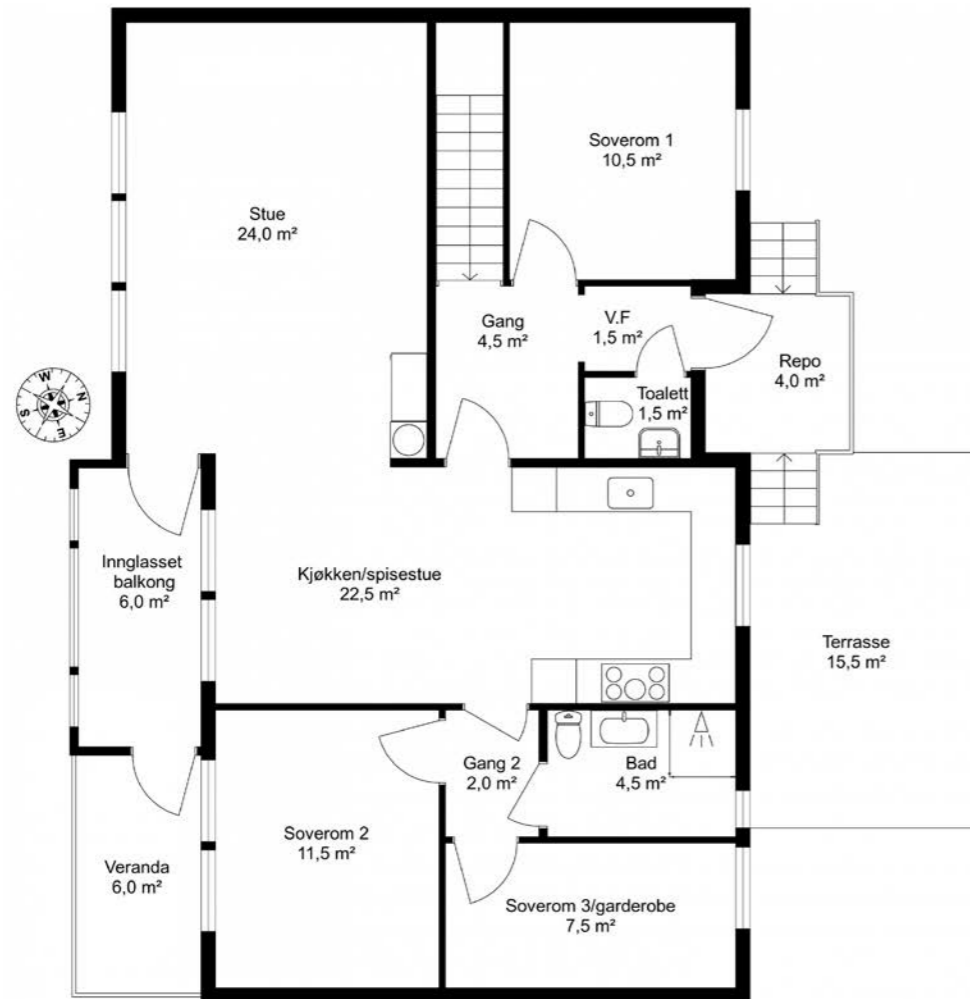 Soverom 1
10,5 m²
Stue
24,0 m²
Gang
4,5 m²
V.F
1,5 m²
Repo
4,0 m²
Toalett
1,5 m²
W
N
S
E
Innglasset
balkong
6,0 m²
Kjøkken/spisestue
22,5 m²
Terrasse
15,5 m²
Gang 2
2,0 m²
Bad
4,5 m²
Soverom 2
11,5 m²
Veranda
6,0 m²
Soverom 3/garderobe
7,5 m²